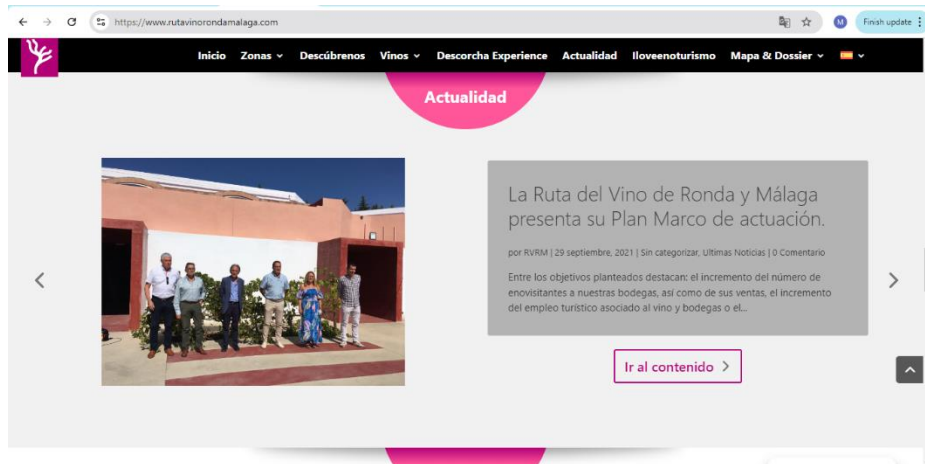 https://www.rutavinorondamalaga.com
M
Finish update
Inicio Zonas Descúbrenos Vinos Descorcha Experience Actualidad Iloveenoturismo Mapa & Dossier
Actualidad
La Ruta del Vino de Ronda y Málaga
presenta su Plan Marco de actuación.
por RVRM | 29 septiembre, 2021 | Sin categorizar, Ultimas Noticias | 0 Comentario
Entre los objetivos planteados destacan: el incremento del número de
enovisitantes a nuestras bodegas, así como de sus ventas, el incremento
del empleo turístico asociado al vino y bodegas o el...
Ir al contenido